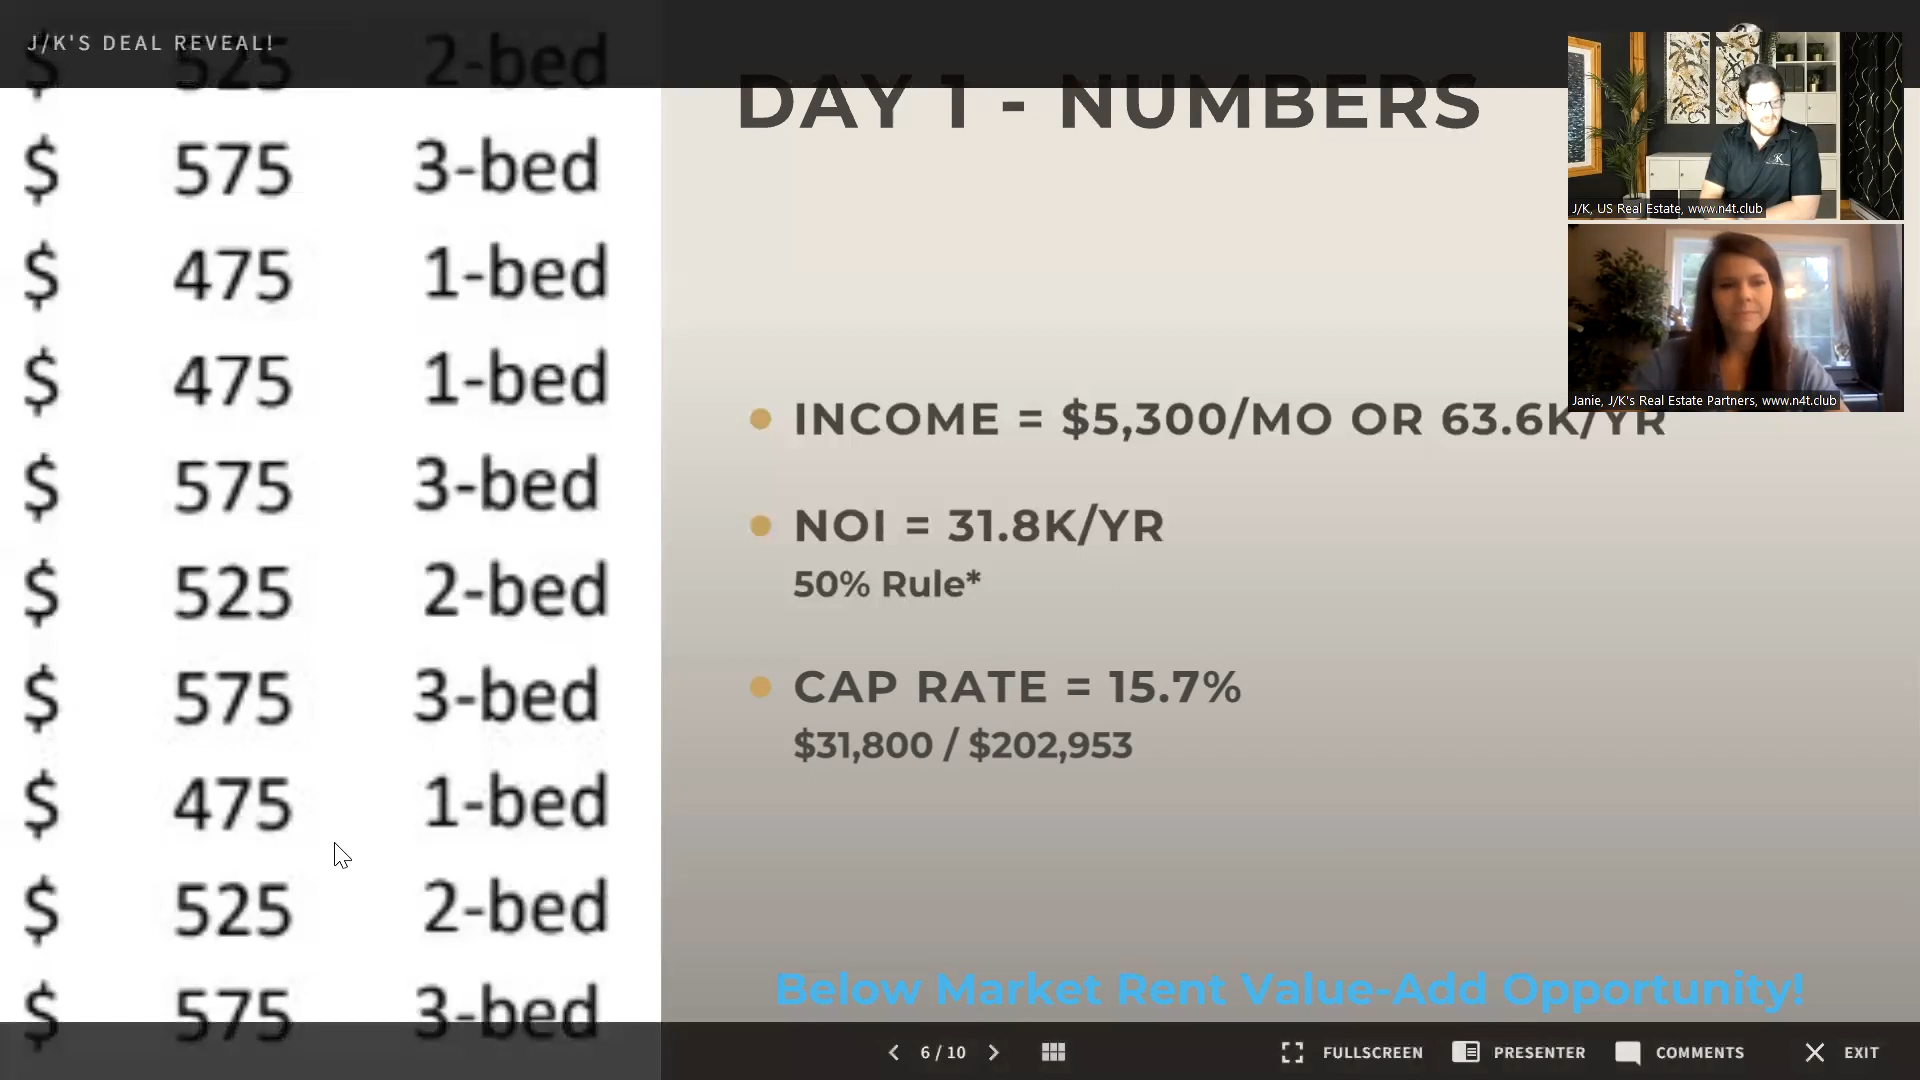 J/K'S DEAL REVEAL!
$ 525 2-bed
$ 575 3-bed
$ 475 1-bed
$ 475 1-bed
$ 575 3-bed
$ 525 2-bed
$ 575 3-bed
$ 475 1-bed
$ 525 2-bed
$ 575 3-bed
DAY 1 - NUMBERS
INCOME = $5,300/MO OR 63.6K/YR
NOI = 31.8K/YR
50% Rule*
CAP RATE = 15.7%
$31,800 / $202,953
Below Market Rent Value-Add Opportunity!
J/K, US Real Estate, www.n4t.club
Janie, J/K's Real Estate Partners, www.n4t.club
6 / 10
FULLSCREEN
PRESENTER
COMMENTS
EXIT